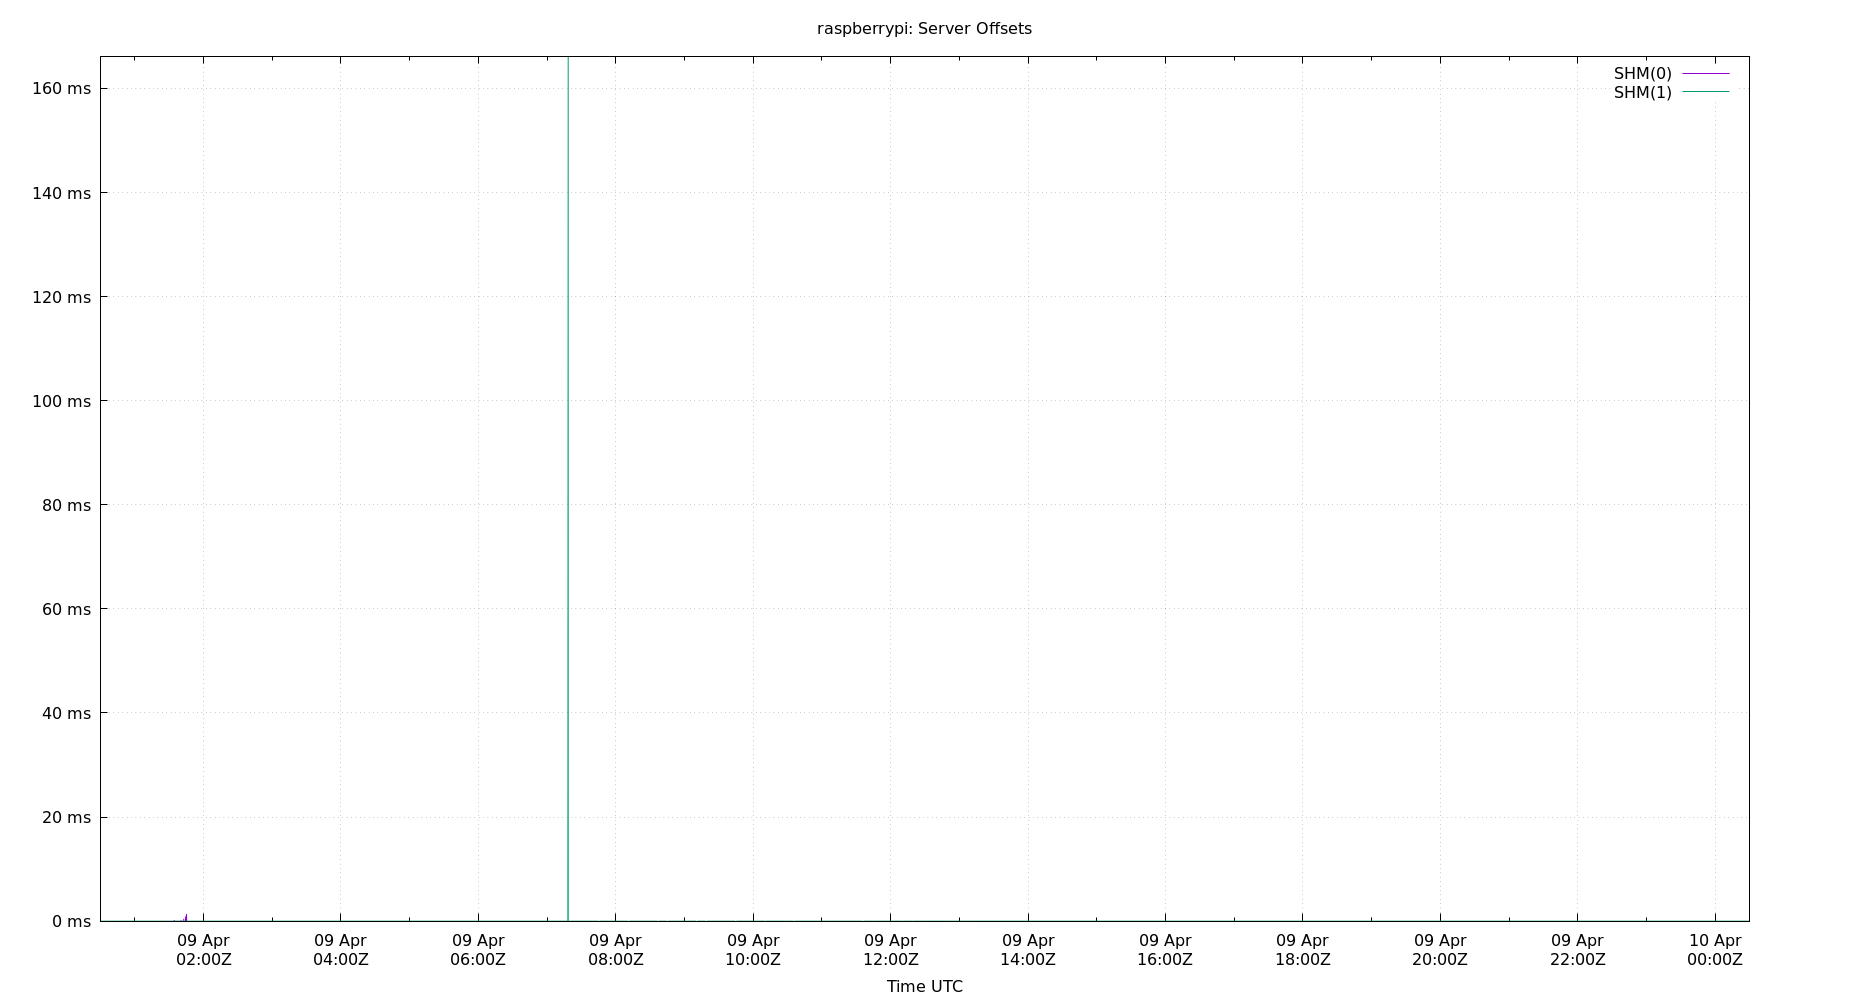 raspberrypi: Server Offsets
SHM(0)
SHM(1)
160 ms
140 ms
120 ms
100 ms
80 ms
60 ms
40 ms
20 ms
0 ms
09 Apr 09 Apr 09 Apr 09 Apr 09 Apr 09 Apr 09 Apr 09 Apr 09 Apr 09 Apr 09 Apr 10 Apr
02:00Z 04:00Z 06:00Z 08:00Z 10:00Z 12:00Z 14:00Z 16:00Z 18:00Z 20:00Z 22:00Z 00:00Z
Time UTC